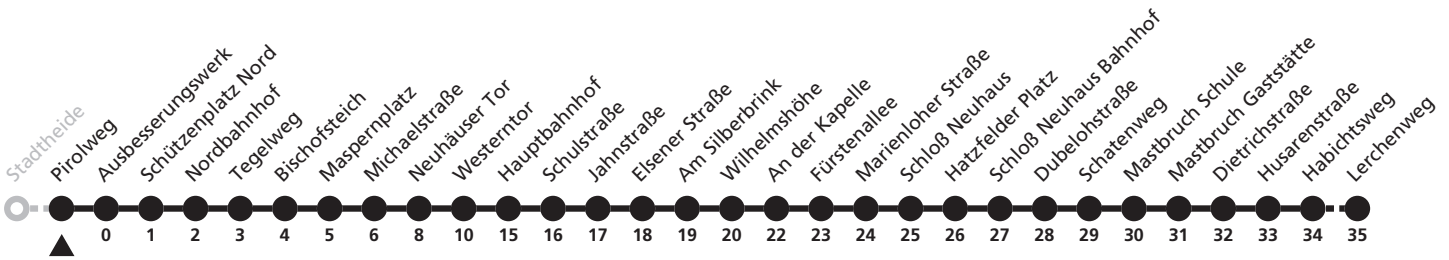 Stadtheide
Pirolweg
Ausbesserungswerk
Schützenplatz Nord
Nordbahnhof
Tegelweg
Bischofsteich
Maspernplatz
Michaelstraße
Neuhäuser Tor
Westerntor
Hauptbahnhof
Schulstraße
Jahnstraße
Elsener Straße
Am Silberbrink
Wilhelmshöhe
An der Kapelle
Fürstenallee
Marienloher Straße
Schloß Neuhaus
Hatzfelder Platz
Schloß Neuhaus Bahnhof
Dubelohstraße
Schatenweg
Mastbruch Schule
Mastbruch Gaststätte
Dietrichstraße
Husarenstraße
Habichtsweg
Lerchenweg
0 1 2 3 4 5 6 8 10 15 16 17 18 19 20 22 23 24 25 26 27 28 29 30 31 32 33 34 35